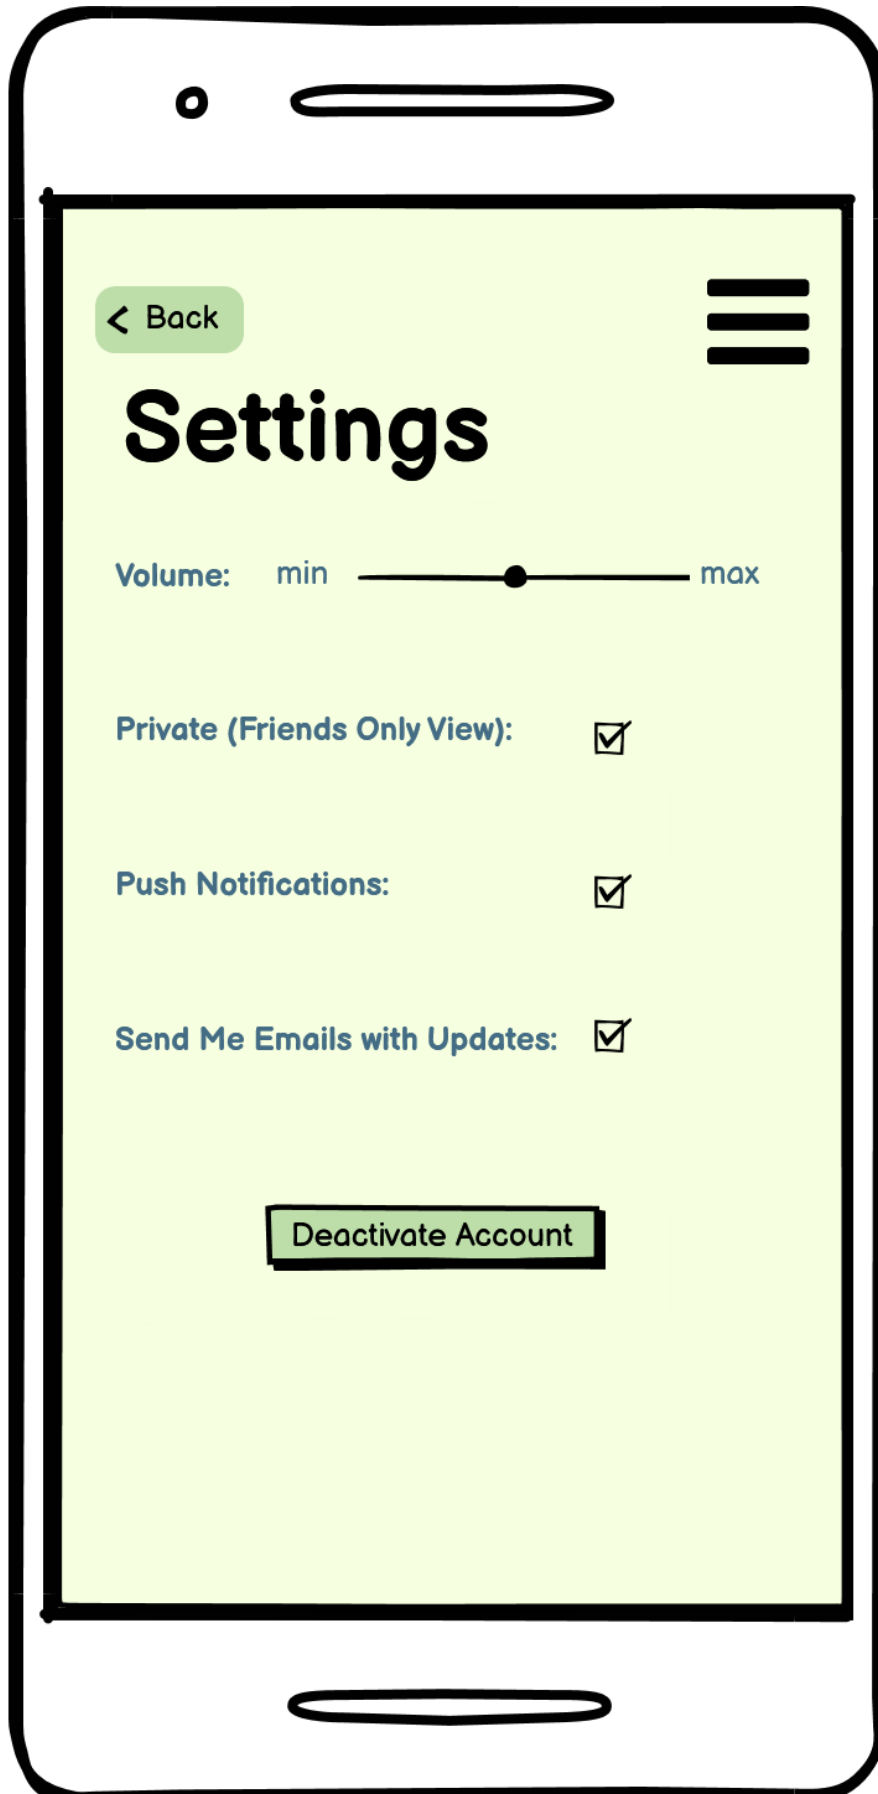 Back
Settings
Volume: min max
Private (Friends Only View):
Push Notifications:
Send Me Emails with Updates:
Deactivate Account